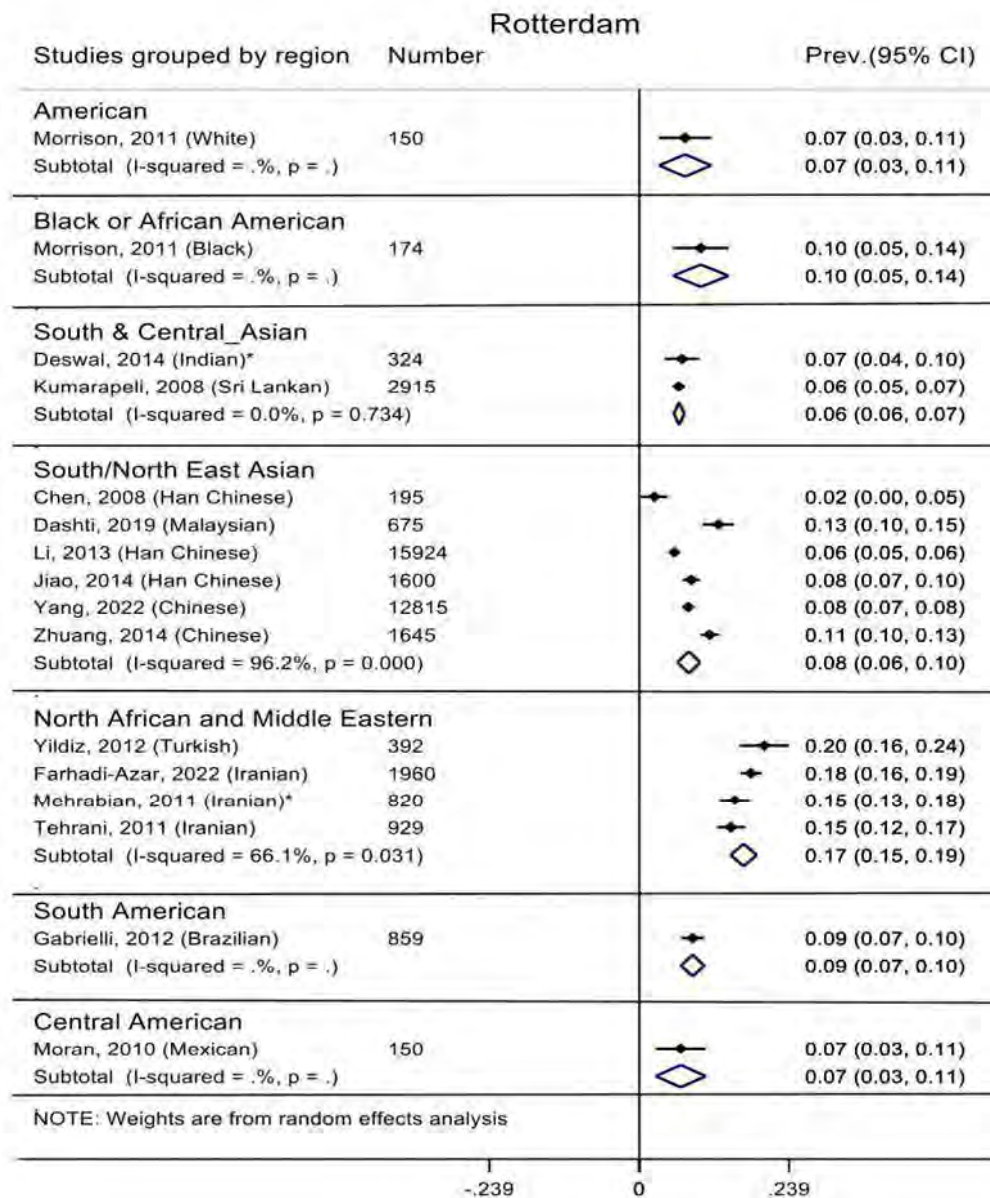 Rotterdam
Studies grouped by region Number Prev.(95% CI)
American
Morrison, 2011 (White) 150 0.07 (0.03, 0.11)
Subtotal (I-squared = .%, p = .) 0.07 (0.03, 0.11)
Black or African American
Morrison, 2011 (Black) 174 0.10 (0.05, 0.14)
Subtotal (I-squared = .%, p = .) 0.10 (0.05, 0.14)
South & Central_Asian
Deswal, 2014 (Indian)* 324 0.07 (0.04, 0.10)
Kumarapeli, 2008 (Sri Lankan) 2915 0.06 (0.05, 0.07)
Subtotal (I-squared = 0.0%, p = 0.734) 0.06 (0.06, 0.07)
South/North East Asian
Chen, 2008 (Han Chinese) 195 0.02 (0.00, 0.05)
Dashti, 2019 (Malaysian) 675 0.13 (0.10, 0.15)
Li, 2013 (Han Chinese) 15924 0.06 (0.05, 0.06)
Jiao, 2014 (Han Chinese) 1600 0.08 (0.07, 0.10)
Yang, 2022 (Chinese) 12815 0.08 (0.07, 0.08)
Zhuang, 2014 (Chinese) 1645 0.11 (0.10, 0.13)
Subtotal (I-squared = 96.2%, p = 0.000) 0.08 (0.06, 0.10)
North African and Middle Eastern
Yildiz, 2012 (Turkish) 392 0.20 (0.16, 0.24)
Farhadi-Azar, 2022 (Iranian) 1960 0.18 (0.16, 0.19)
Mehrabian, 2011 (Iranian)* 820 0.15 (0.13, 0.18)
Tehrani, 2011 (Iranian) 929 0.15 (0.12, 0.17)
Subtotal (I-squared = 66.1%, p = 0.031) 0.17 (0.15, 0.19)
South American
Gabrielli, 2012 (Brazilian) 859 0.09 (0.07, 0.10)
Subtotal (I-squared = .%, p = .) 0.09 (0.07, 0.10)
Central American
Moran, 2010 (Mexican) 150 0.07 (0.03, 0.11)
Subtotal (I-squared = .%, p = .) 0.07 (0.03, 0.11)
NOTE: Weights are from random effects analysis
-.239 0 .239